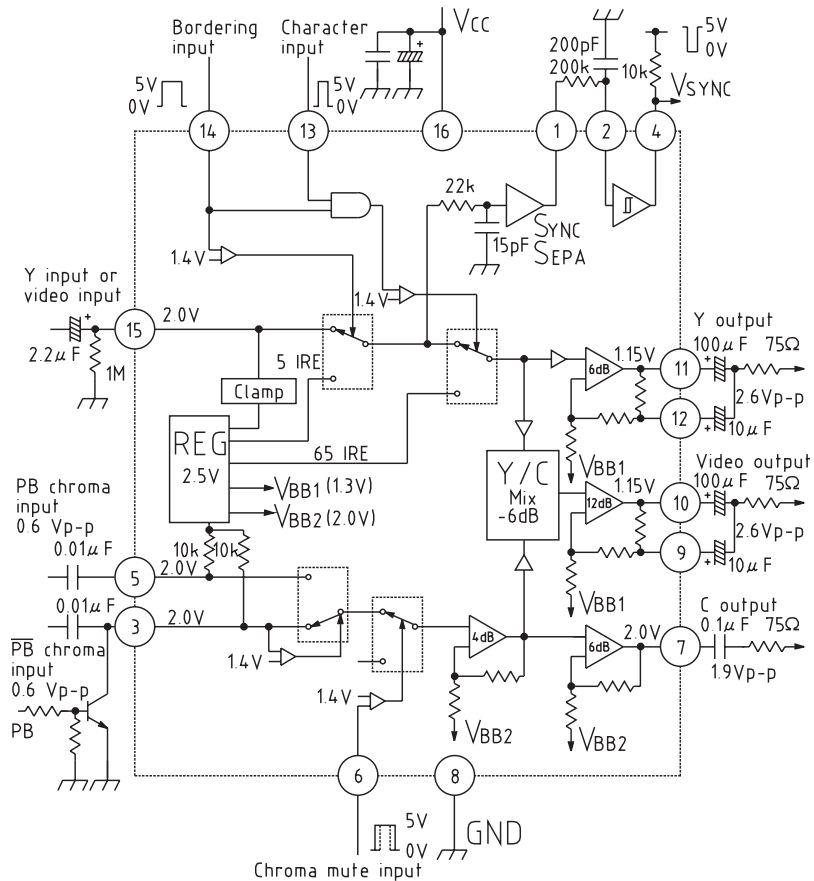 Bordering
input
Character
input
VCC
+
5V
0V
5V
0V
200pF
200k
10k
5V
0V
VSYNC
14
13
16
1
2
4
22k
15pF
SYNC
SEPA
1.4V
1.4V
Y input or
video input
+
15
2.0V
2.2μF
1M
5 IRE
Clamp
REG
2.5V
65 IRE
VBB1 (1.3V)
VBB2 (2.0V)
Y output
1.15V
11
+
100μF
75Ω
6dB
2.6Vp-p
12
+
10μF
VBB1
Y/C
Mix
-6dB
Video output
1.15V
10
+
100μF
75Ω
12dB
2.6Vp-p
9
+
10μF
VBB1
PB chroma
input
0.6 Vp-p
0.01μF
5
2.0V
10k
10k
0.01μF
3
2.0V
PB chroma
input
0.6 Vp-p
PB
1.4V
1.4V
4dB
VBB2
6dB
2.0V
7
C output
0.1μF
75Ω
1.9Vp-p
VBB2
6
8
5V
0V
GND
Chroma mute input